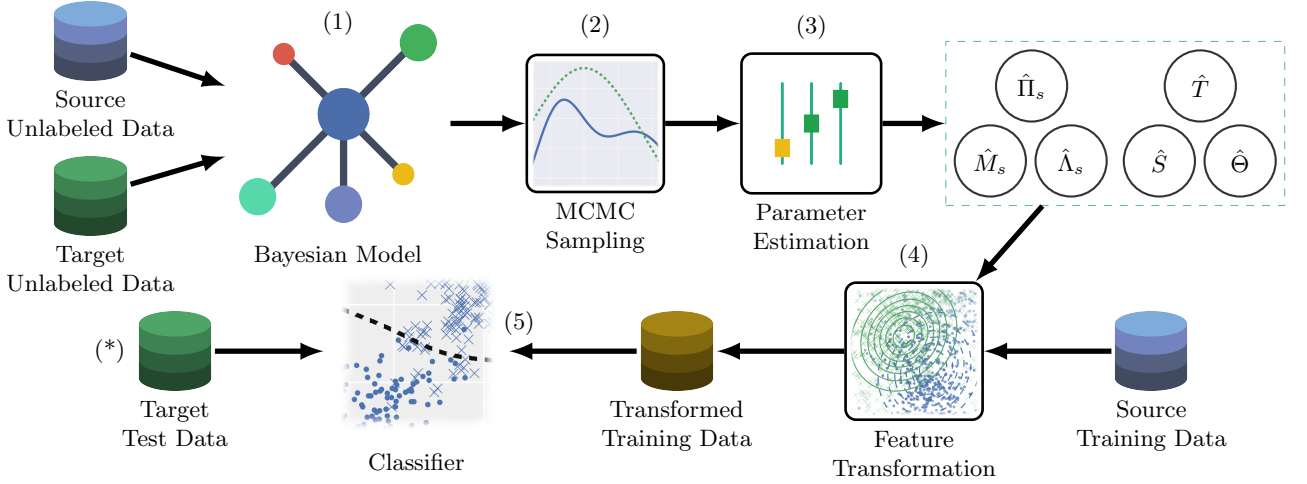 (1)
(2)
(3)
Source
Unlabeled Data
Target
Unlabeled Data
Bayesian Model
MCMC
Sampling
Parameter
Estimation
Π̂ₛ
T̂
M̂ₛ
Λ̂ₛ
Ŝ
Θ̂
(4)
(5)
(*)
Target
Test Data
Classifier
Transformed
Training Data
Feature
Transformation
Source
Training Data